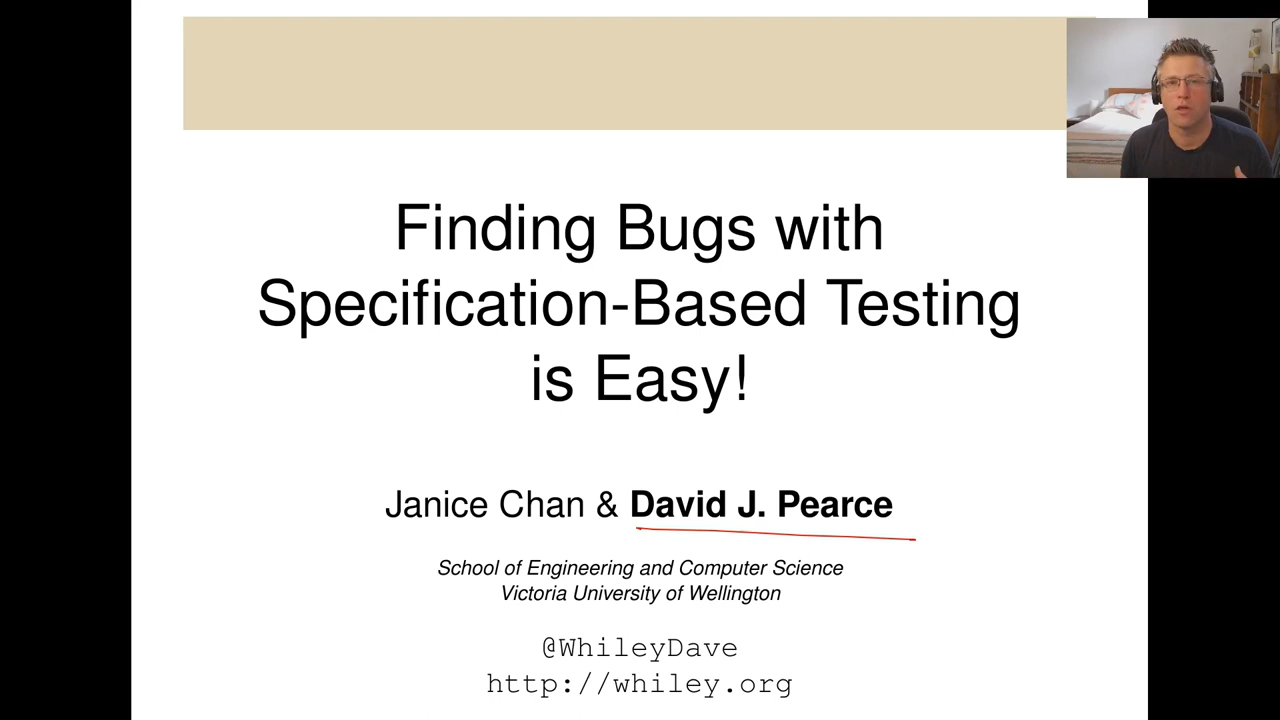 Finding Bugs with
Specification-Based Testing
is Easy!
Janice Chan & David J. Pearce
School of Engineering and Computer Science
Victoria University of Wellington
@WhileyDave
http://whiley.org